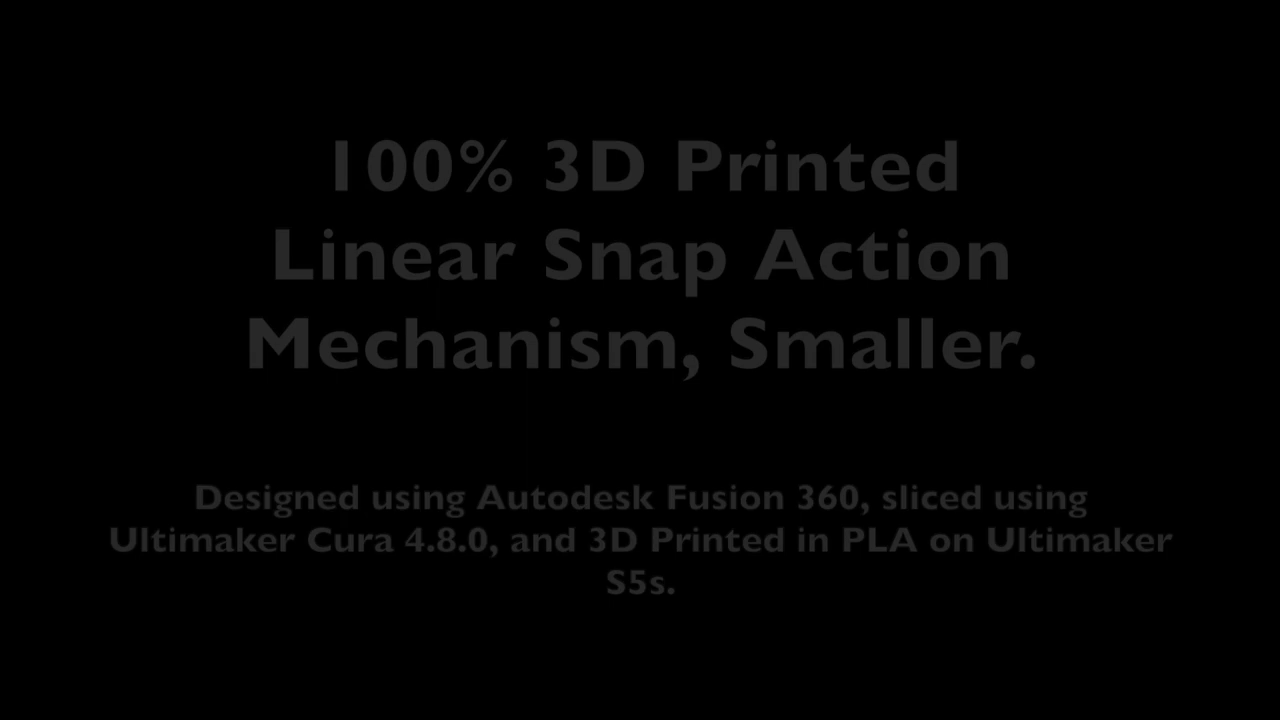 100% 3D Printed
Linear Snap Action
Mechanism, Smaller.
Designed using Autodesk Fusion 360, sliced using
Ultimaker Cura 4.8.0, and 3D Printed in PLA on Ultimaker
S5s.